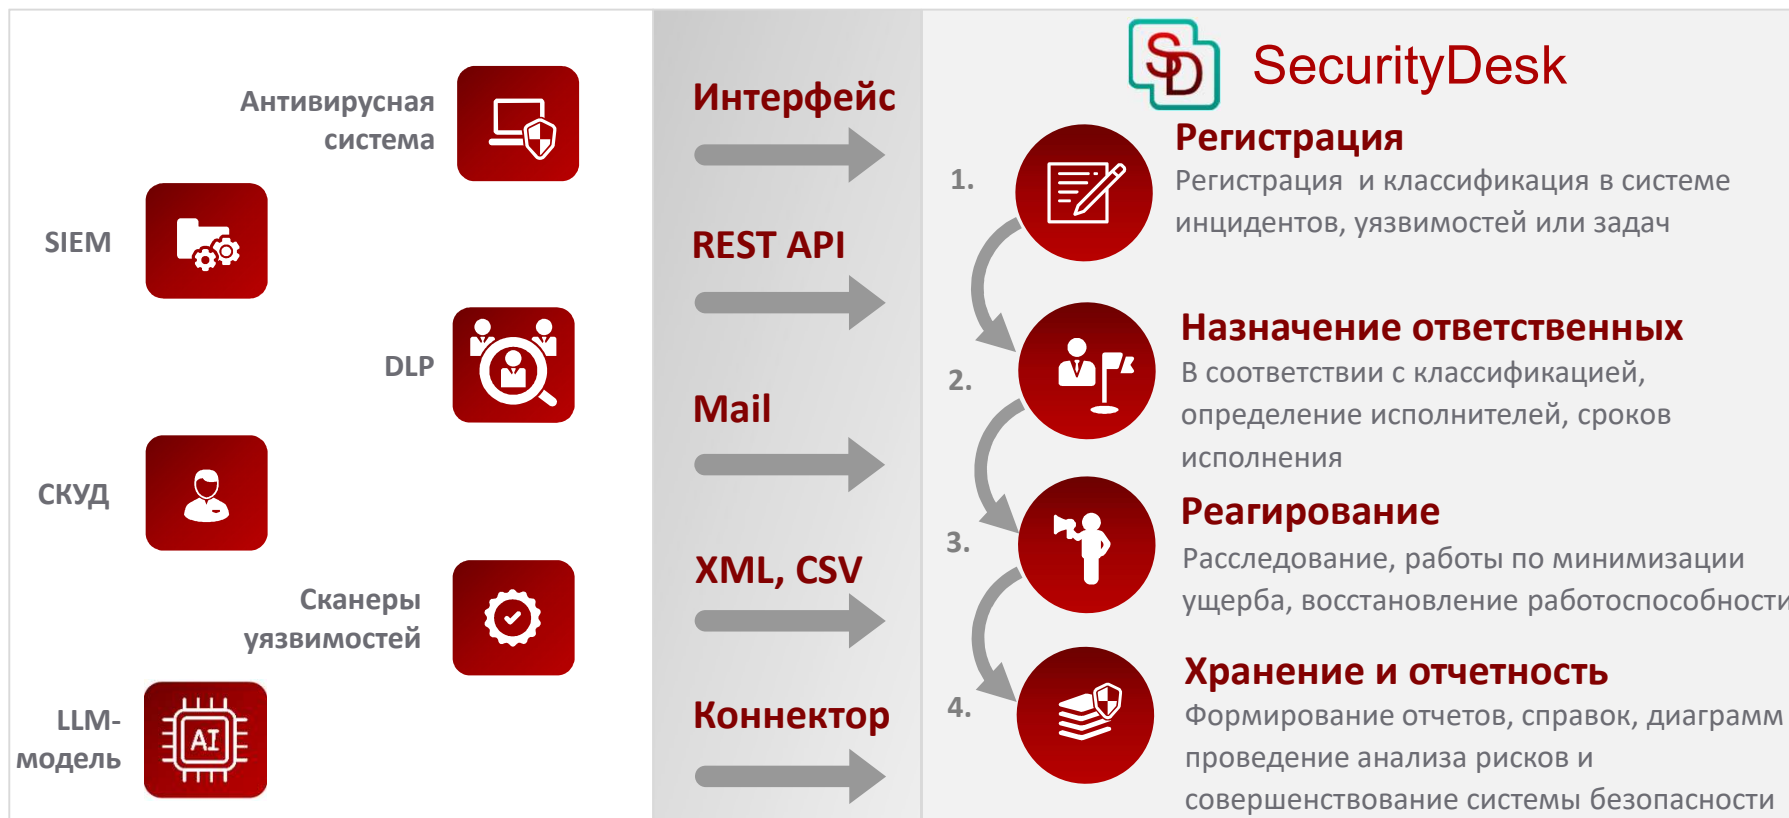 Антивирусная
система
SIEM
DLP
СКУД
Сканеры
уязвимостей
LLM-
модель
AI
Интерфейс
REST API
Mail
XML, CSV
Коннектор
SD
SecurityDesk
1.
Регистрация
Регистрация и классификация в системе
инцидентов, уязвимостей или задач
2.
Назначение ответственных
В соответствии с классификацией,
определение исполнителей, сроков
исполнения
3.
Реагирование
Расследование, работы по минимизации
ущерба, восстановление работоспособности
4.
Хранение и отчетность
Формирование отчетов, справок, диаграмм
проведение анализа рисков и
совершенствование системы безопасности